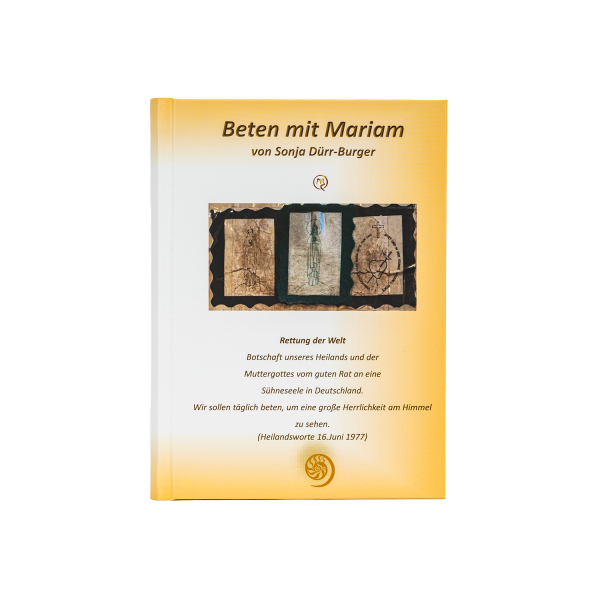 Beten mit Mariam
von Sonja Dürr-Burger
Rettung der Welt
Botschaft unseres Heilands und der
Muttergottes vom guten Rat an eine
Sühneseele in Deutschland.
Wir sollen täglich beten, um eine große Herrlichkeit am Himmel
zu sehen.
(Heilandsworte 16.Juni 1977)